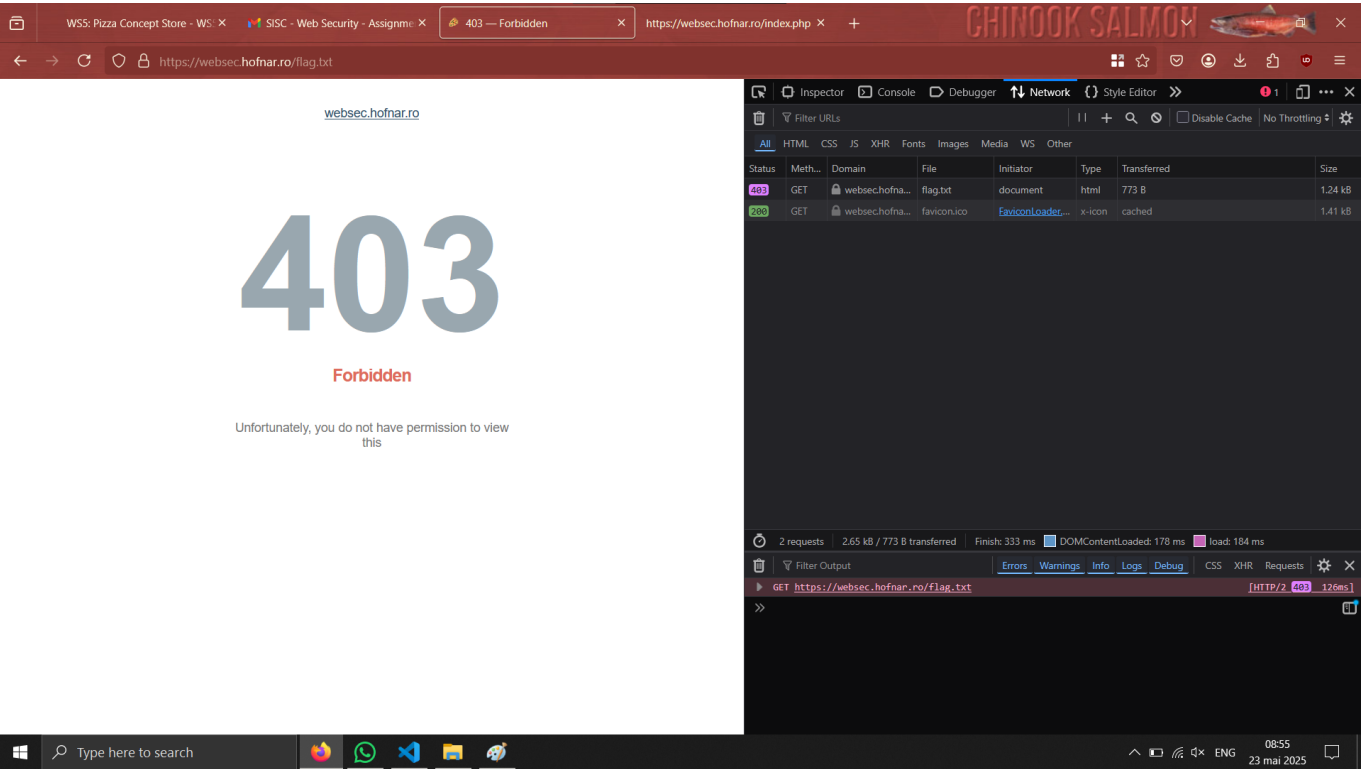 WS5: Pizza Concept Store - WS
SISC - Web Security - Assignme
403 — Forbidden
https://websec.hofnar.ro/index.php
CHINOOK SALMON
https://websec.hofnar.ro/flag.txt
websec.hofnar.ro
403
Forbidden
Unfortunately, you do not have permission to view
this
Inspector Console Debugger Network Style Editor 1
Filter URLs Disable Cache No Throttling
All HTML CSS JS XHR Fonts Images Media WS Other
Status Meth... Domain File Initiator Type Transferred Size
403 GET websec.hofna... flag.txt document html 773 B 1.24 kB
200 GET websec.hofna... favicon.ico FaviconLoader.... x-icon cached 1.41 kB
2 requests 2.65 kB / 773 B transferred Finish: 333 ms DOMContentLoaded: 178 ms load: 184 ms
Filter Output Errors Warnings Info Logs Debug CSS XHR Requests
GET https://websec.hofnar.ro/flag.txt [HTTP/2 403 126ms]
Type here to search
ENG
08:55
23 mai 2025